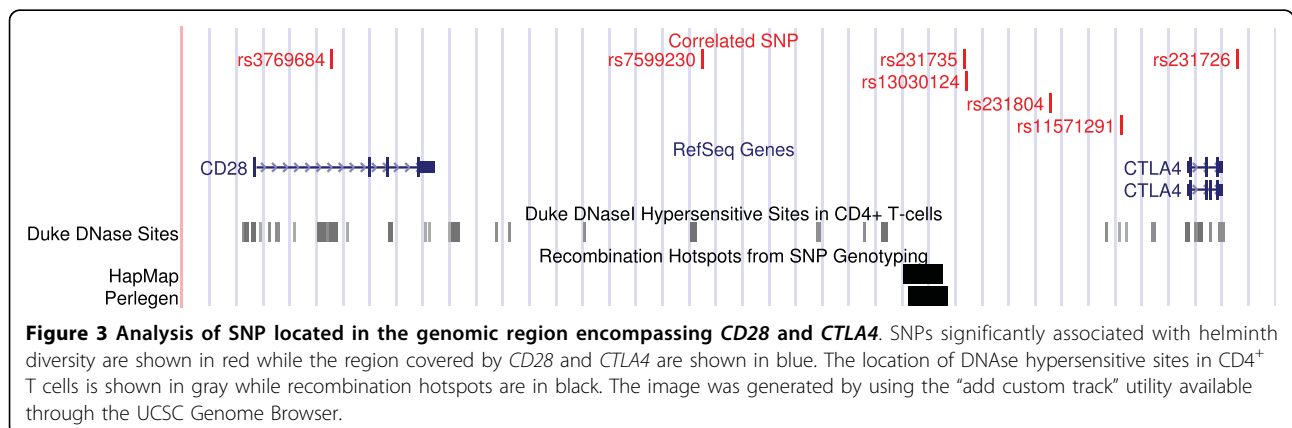 Correlated SNP
rs3769684 rs7599230 rs231735 rs231726
rs13030124
rs231804
rs11571291
RefSeq Genes
CD28 CTLA4
CTLA4
Duke DNaseI Hypersensitive Sites in CD4+ T-cells
Duke DNase Sites
Recombination Hotspots from SNP Genotyping
HapMap
Perlegen
Figure 3 Analysis of SNP located in the genomic region encompassing CD28 and CTLA4. SNPs significantly associated with helminth
diversity are shown in red while the region covered by CD28 and CTLA4 are shown in blue. The location of DNAse hypersensitive sites in CD4+
T cells is shown in gray while recombination hotspots are in black. The image was generated by using the “add custom track” utility available
through the UCSC Genome Browser.